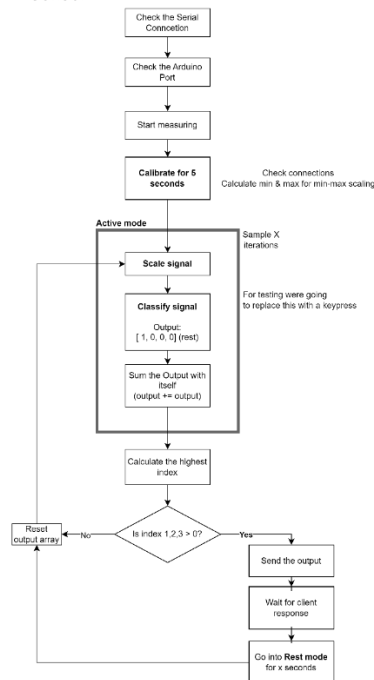 Check the Serial
Conncetion
Check the Arduino
Port
Start measuring
Calibrate for 5
seconds
Check connections
Calculate min & max for min-max scaling
Active mode
Sample X
iterations
Scale signal
Classify signal
Output:
[ 1, 0, 0, 0] (rest)
For testing were going
to replace this with a keypress
Sum the Output with
itself
(output += output)
Calculate the highest
index
Is index 1,2,3 > 0?
No
Yes
Reset
output array
Send the output
Wait for client
response
Go into Rest mode
for x seconds